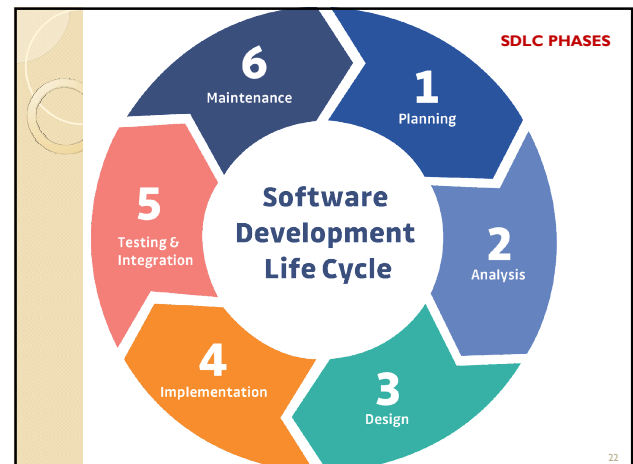 SDLC PHASES
1
Planning
2
Analysis
3
Design
4
Implementation
5
Testing &
Integration
6
Maintenance
Software
Development
Life Cycle
22